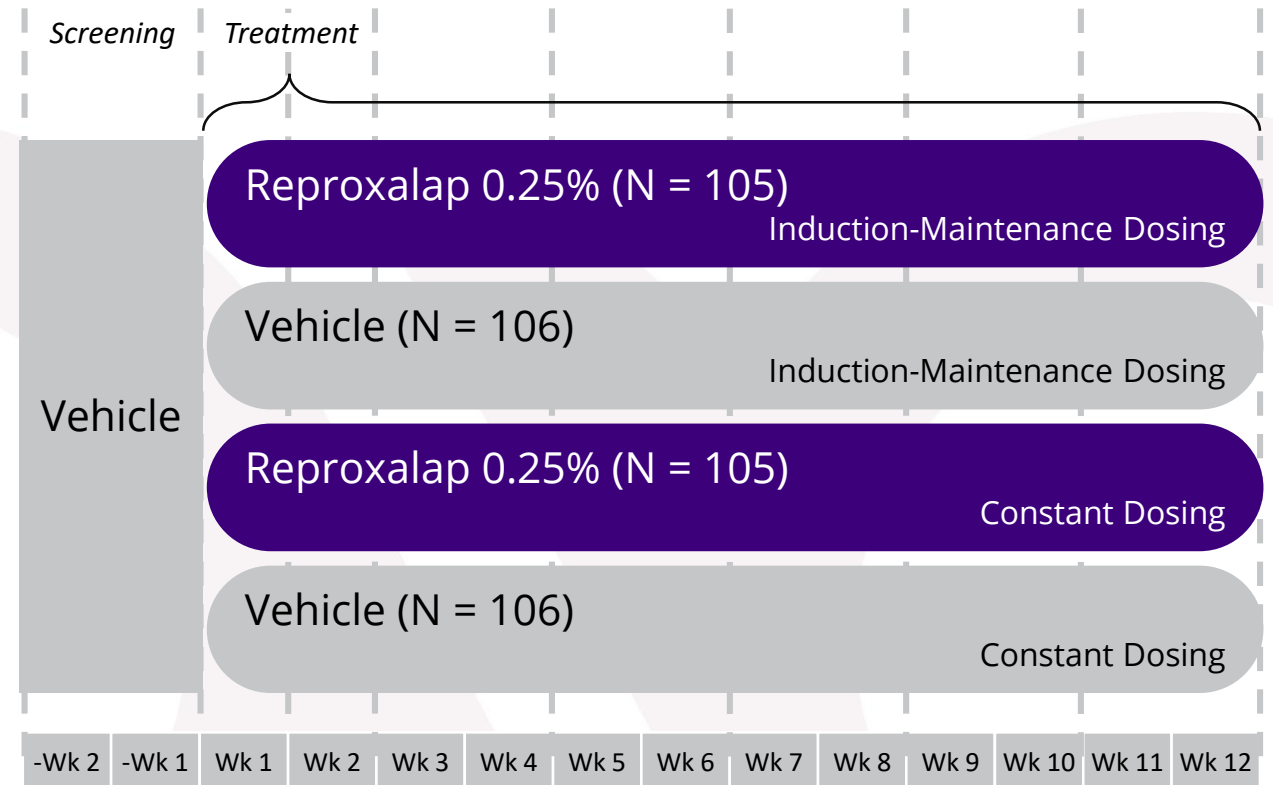 Screening Treatment
Reproxalap 0.25% (N = 105)
Induction-Maintenance Dosing
Vehicle (N = 106)
Induction-Maintenance Dosing
Vehicle
Reproxalap 0.25% (N = 105)
Constant Dosing
Vehicle (N = 106)
Constant Dosing
-Wk 2 -Wk 1 Wk 1 Wk 2 Wk 3 Wk 4 Wk 5 Wk 6 Wk 7 Wk 8 Wk 9 Wk 10 Wk 11 Wk 12